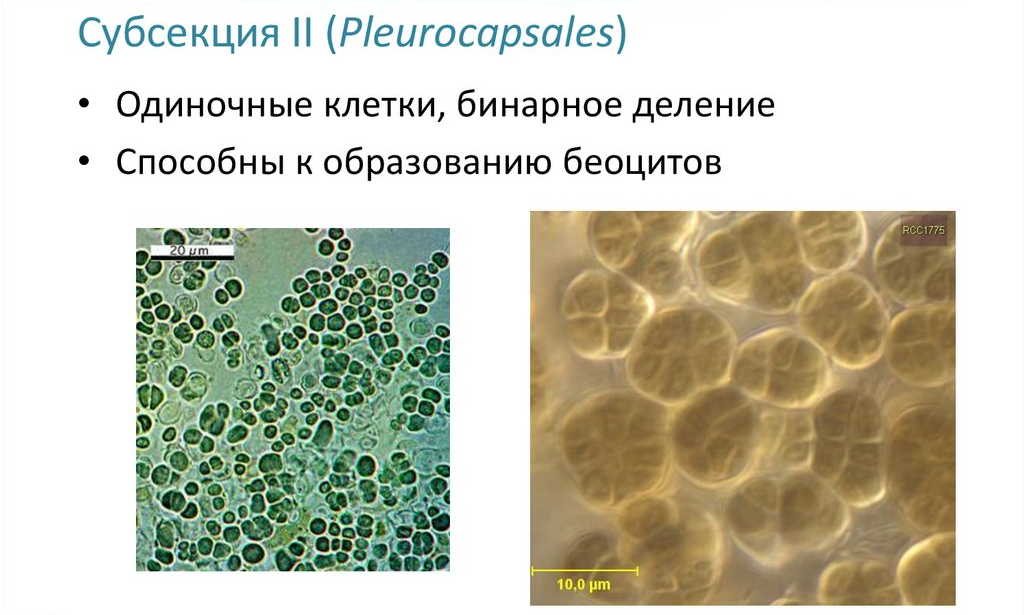 Субсекция II (Pleurocapsales)
• Одиночные клетки, бинарное деление
• Способны к образованию беоцитов
20 µm
RCC1775
10,0 µm